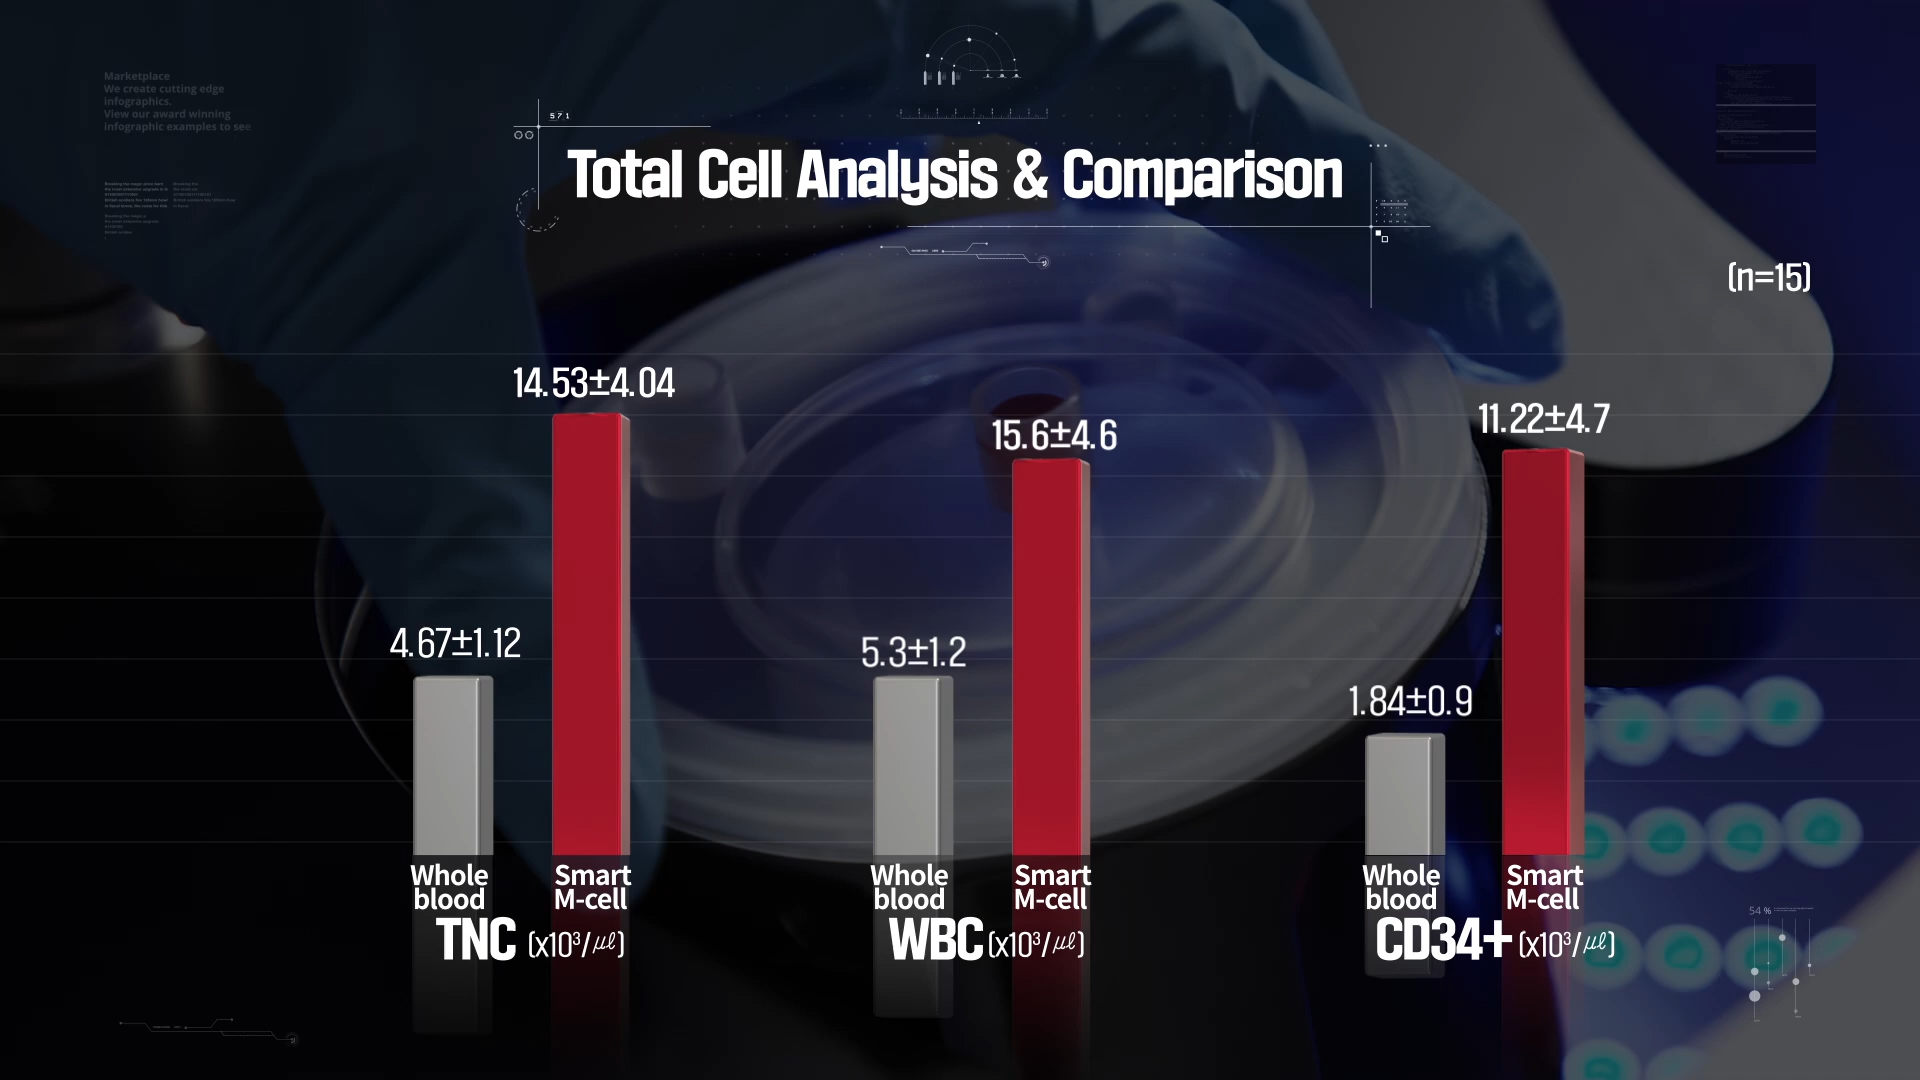 Marketplace
We create cutting edge
infographics.
View our award winning
infographic examples to see
571
Total Cell Analysis & Comparison
(n=15)
14.53±4.04
15.6±4.6
11.22±4.7
4.67±1.12
5.3±1.2
1.84±0.9
Whole
blood
Smart
M-cell
Whole
blood
Smart
M-cell
Whole
blood
Smart
M-cell
TNC (x10³/㎕)
WBC (x10³/㎕)
CD34+ (x10³/㎕)
54 %